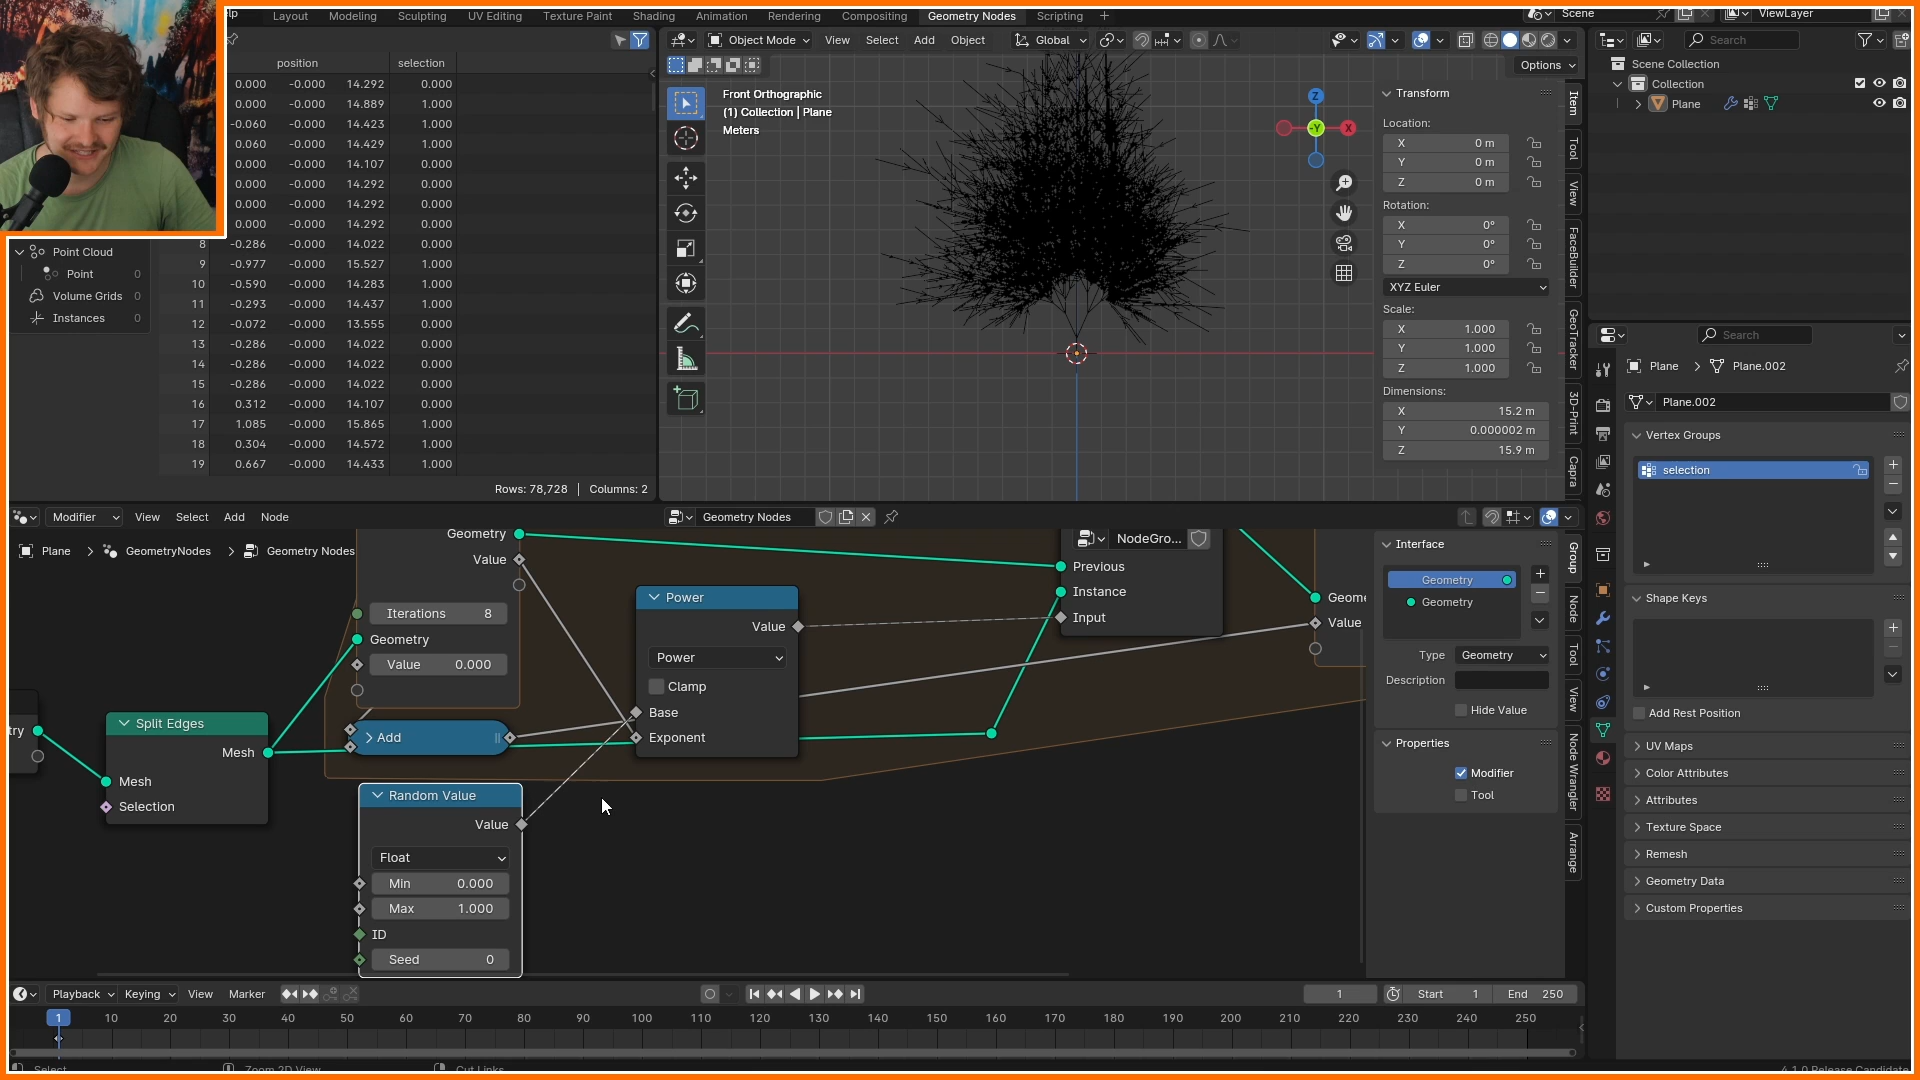 elp
Layout
Modeling
Sculpting
UV Editing
Texture Paint
Shading
Animation
Rendering
Compositing
Geometry Nodes
Scripting
+
Scene
ViewLayer
position
selection
0.000 -0.000 14.292 0.000
0.000 -0.000 14.889 1.000
-0.060 -0.000 14.423 1.000
0.060 -0.000 14.429 1.000
0.000 -0.000 14.107 0.000
0.000 -0.000 14.292 0.000
0.000 -0.000 14.292 0.000
0.000 -0.000 14.292 0.000
8 -0.286 -0.000 14.022 0.000
9 -0.977 -0.000 15.527 1.000
10 -0.590 -0.000 14.283 1.000
11 -0.293 -0.000 14.437 1.000
12 -0.072 -0.000 13.555 0.000
13 -0.286 -0.000 14.022 0.000
14 -0.286 -0.000 14.022 0.000
15 -0.286 -0.000 14.022 0.000
16 0.312 -0.000 14.107 0.000
17 1.085 -0.000 15.865 1.000
18 0.304 -0.000 14.572 1.000
19 0.667 -0.000 14.433 1.000
Rows: 78,728 | Columns: 2
Point Cloud
Point 0
Volume Grids 0
Instances 0
Object Mode
View
Select
Add
Object
Global
Options
Front Orthographic
(1) Collection | Plane
Meters
Z
-Y
X
Transform
Location:
X 0 m
Y 0 m
Z 0 m
Rotation:
X 0°
Y 0°
Z 0°
XYZ Euler
Scale:
X 1.000
Y 1.000
Z 1.000
Dimensions:
X 15.2 m
Y 0.000002 m
Z 15.9 m
Item
Tool
View
FaceBuilder
GeoTracker
3D-Print
Capra
Search
Scene Collection
Collection
Plane
Search
Plane
Plane.002
Plane.002
Vertex Groups
selection
Shape Keys
Add Rest Position
UV Maps
Color Attributes
Attributes
Texture Space
Remesh
Geometry Data
Custom Properties
Modifier
View
Select
Add
Node
Geometry Nodes
Plane
GeometryNodes
Geometry Nodes
Geometry
Value
Iterations 8
Geometry
Value 0.000
try
Split Edges
Mesh
Mesh
Selection
Add
Random Value
Value
Float
Min 0.000
Max 1.000
ID
Seed 0
Power
Value
Power
Clamp
Base
Exponent
NodeGro...
Previous
Instance
Input
Geome
Value
Interface
Geometry
Geometry
Type Geometry
Description
Hide Value
Properties
Modifier
Tool
Group
Node
Tool
View
Node Wrangler
Arrange
Playback
Keying
View
Marker
1
Start 1
End 250
1 10 20 30 40 50 60 70 80 90 100 110 120 130 140 150 160 170 180 190 200 210 220 230 240 250
Select
Zoom 2D View
Cut Links
4.1.0 Release Candidate